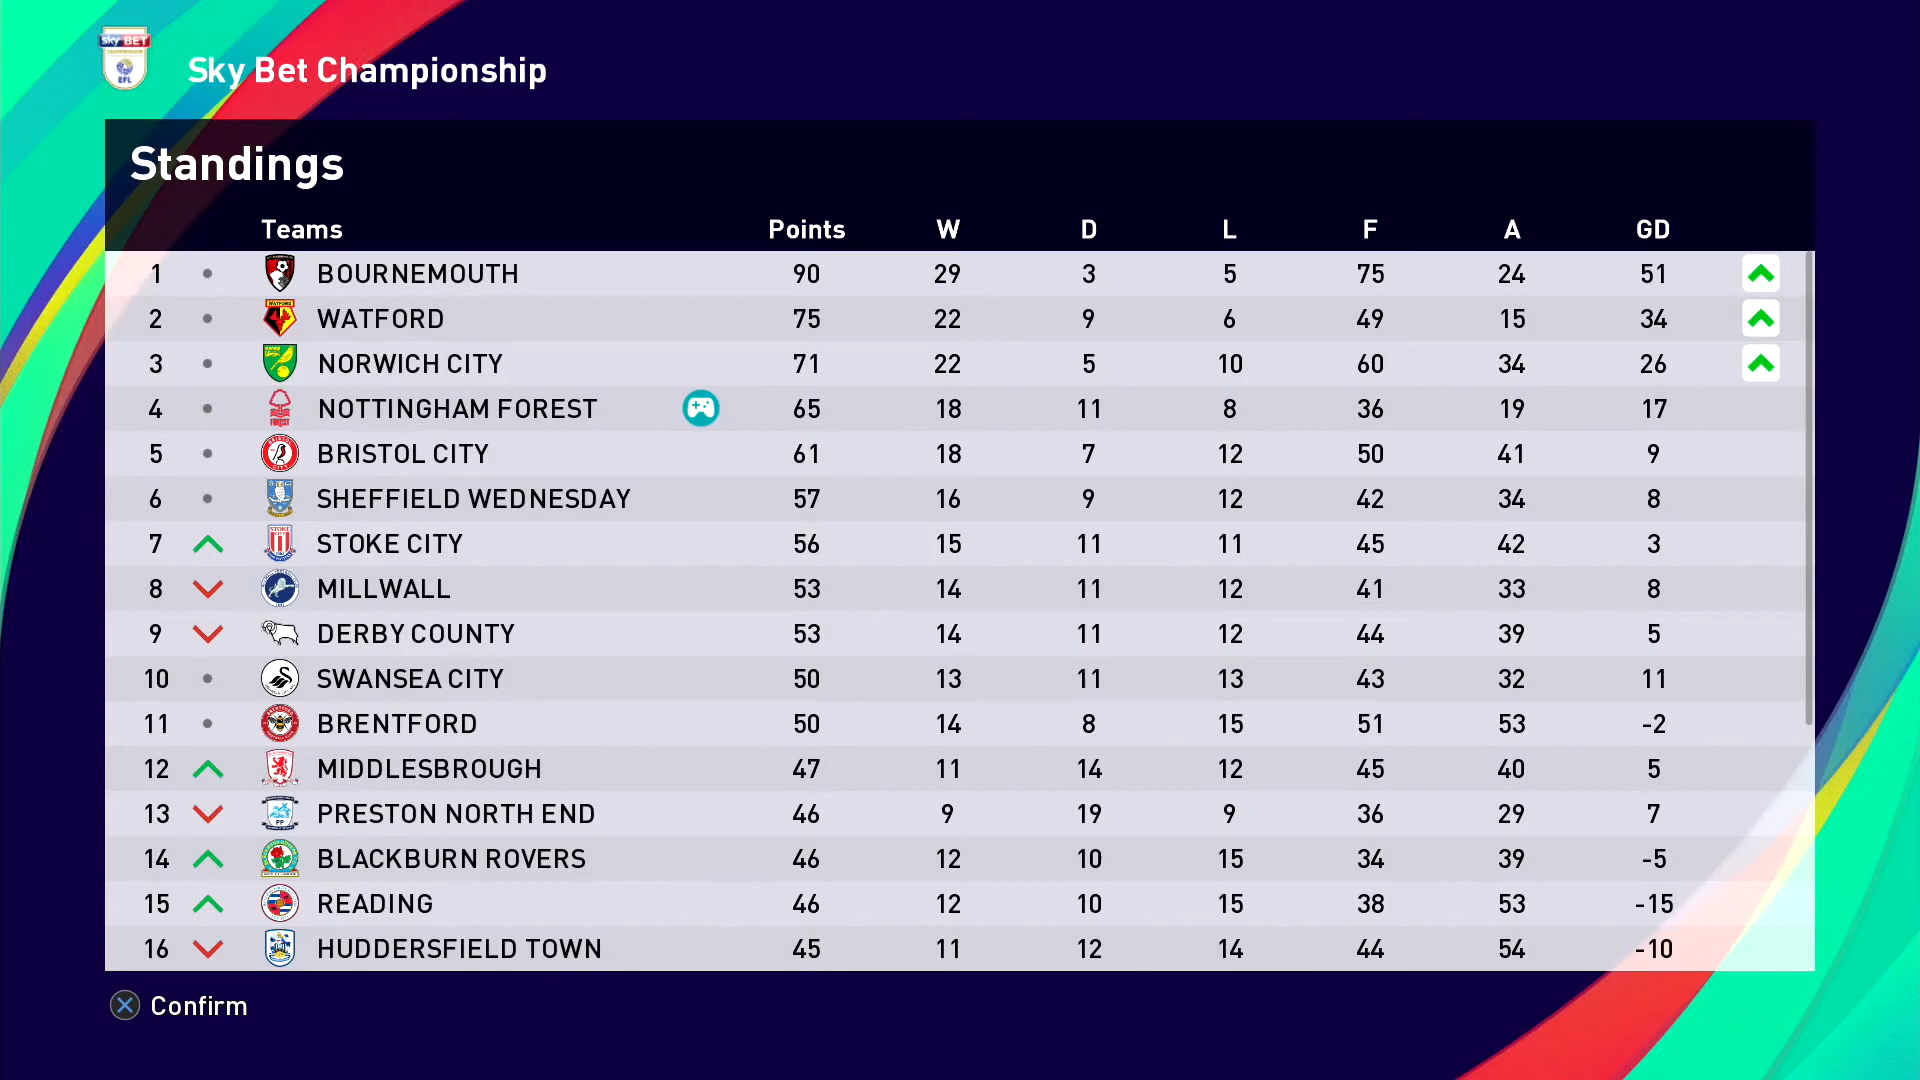 sky BET
EFL
Sky Bet Championship
Standings
Teams Points W D L F A GD
1 BOURNEMOUTH 90 29 3 5 75 24 51
2 WATFORD 75 22 9 6 49 15 34
3 NORWICH CITY 71 22 5 10 60 34 26
4 NOTTINGHAM FOREST 65 18 11 8 36 19 17
5 BRISTOL CITY 61 18 7 12 50 41 9
6 SHEFFIELD WEDNESDAY 57 16 9 12 42 34 8
7 STOKE CITY 56 15 11 11 45 42 3
8 MILLWALL 53 14 11 12 41 33 8
9 DERBY COUNTY 53 14 11 12 44 39 5
10 SWANSEA CITY 50 13 11 13 43 32 11
11 BRENTFORD 50 14 8 15 51 53 -2
12 MIDDLESBROUGH 47 11 14 12 45 40 5
13 PRESTON NORTH END 46 9 19 9 36 29 7
14 BLACKBURN ROVERS 46 12 10 15 34 39 -5
15 READING 46 12 10 15 38 53 -15
16 HUDDERSFIELD TOWN 45 11 12 14 44 54 -10
Confirm